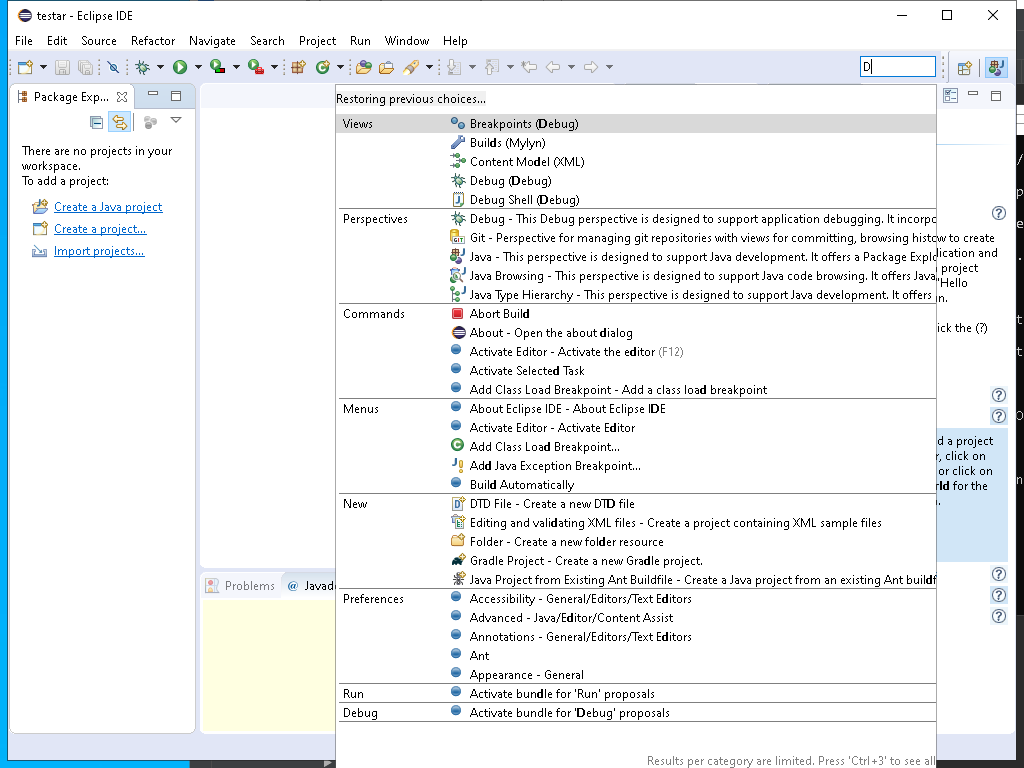 testar - Eclipse IDE
File Edit Source Refactor Navigate Search Project Run Window Help
D
Package Exp...
There are no projects in your
workspace.
To add a project:
Create a Java project
Create a project...
Import projects...
Restoring previous choices...
Views Breakpoints (Debug)
Builds (Mylyn)
Content Model (XML)
Debug (Debug)
Debug Shell (Debug)
Perspectives Debug - This Debug perspective is designed to support application debugging. It incorpo
Git - Perspective for managing git repositories with views for committing, browsing histo
Java - This perspective is designed to support Java development. It offers a Package Explo
Java Browsing - This perspective is designed to support Java code browsing. It offers Java
Java Type Hierarchy - This perspective is designed to support Java development. It offers
Commands Abort Build
About - Open the about dialog
Activate Editor - Activate the editor (F12)
Activate Selected Task
Add Class Load Breakpoint - Add a class load breakpoint
Menus About Eclipse IDE - About Eclipse IDE
Activate Editor - Activate Editor
Add Class Load Breakpoint...
Add Java Exception Breakpoint...
Build Automatically
New DTD File - Create a new DTD file
Editing and validating XML files - Create a project containing XML sample files
Folder - Create a new folder resource
Gradle Project - Create a new Gradle project.
Java Project from Existing Ant Buildfile - Create a Java project from an existing Ant buildf
Preferences Accessibility - General/Editors/Text Editors
Advanced - Java/Editor/Content Assist
Annotations - General/Editors/Text Editors
Ant
Appearance - General
Run Activate bundle for 'Run' proposals
Debug Activate bundle for 'Debug' proposals
Results per category are limited. Press 'Ctrl+3' to see all
w to create
lication and
project
'Hello
n.
ick the (?)
d a project
r, click on
or click on
rld for the
Problems @ Javad